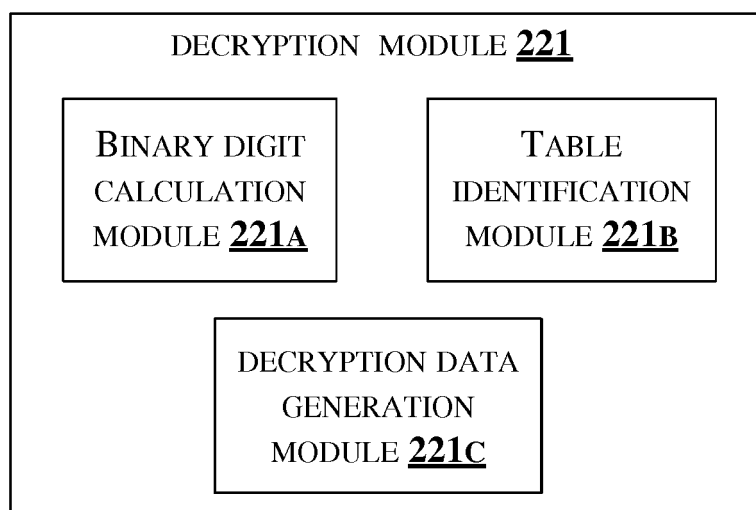 DECRYPTION MODULE 221
BINARY DIGIT
CALCULATION
MODULE 221A
TABLE
IDENTIFICATION
MODULE 221B
DECRYPTION DATA
GENERATION
MODULE 221C